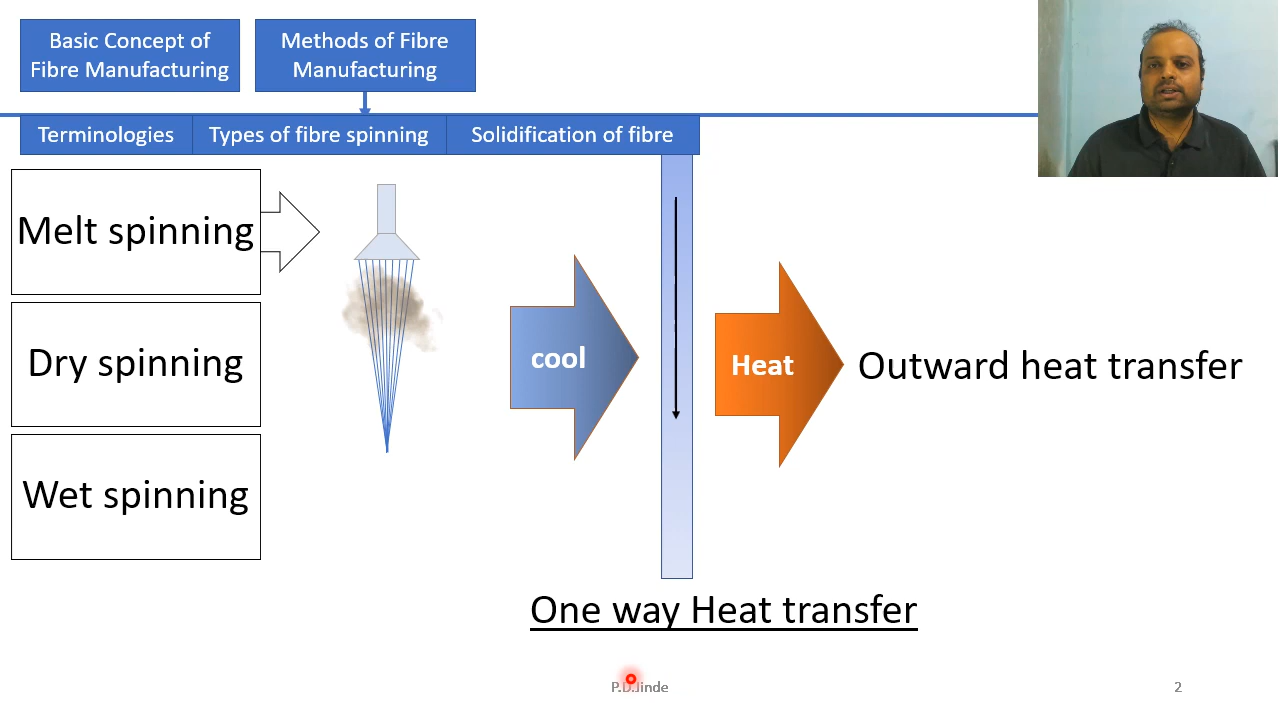 Basic Concept of
Fibre Manufacturing
Methods of Fibre
Manufacturing
Terminologies
Types of fibre spinning
Solidification of fibre
Melt spinning
Dry spinning
Wet spinning
cool
Heat
Outward heat transfer
One way Heat transfer
P.D.Jinde
2